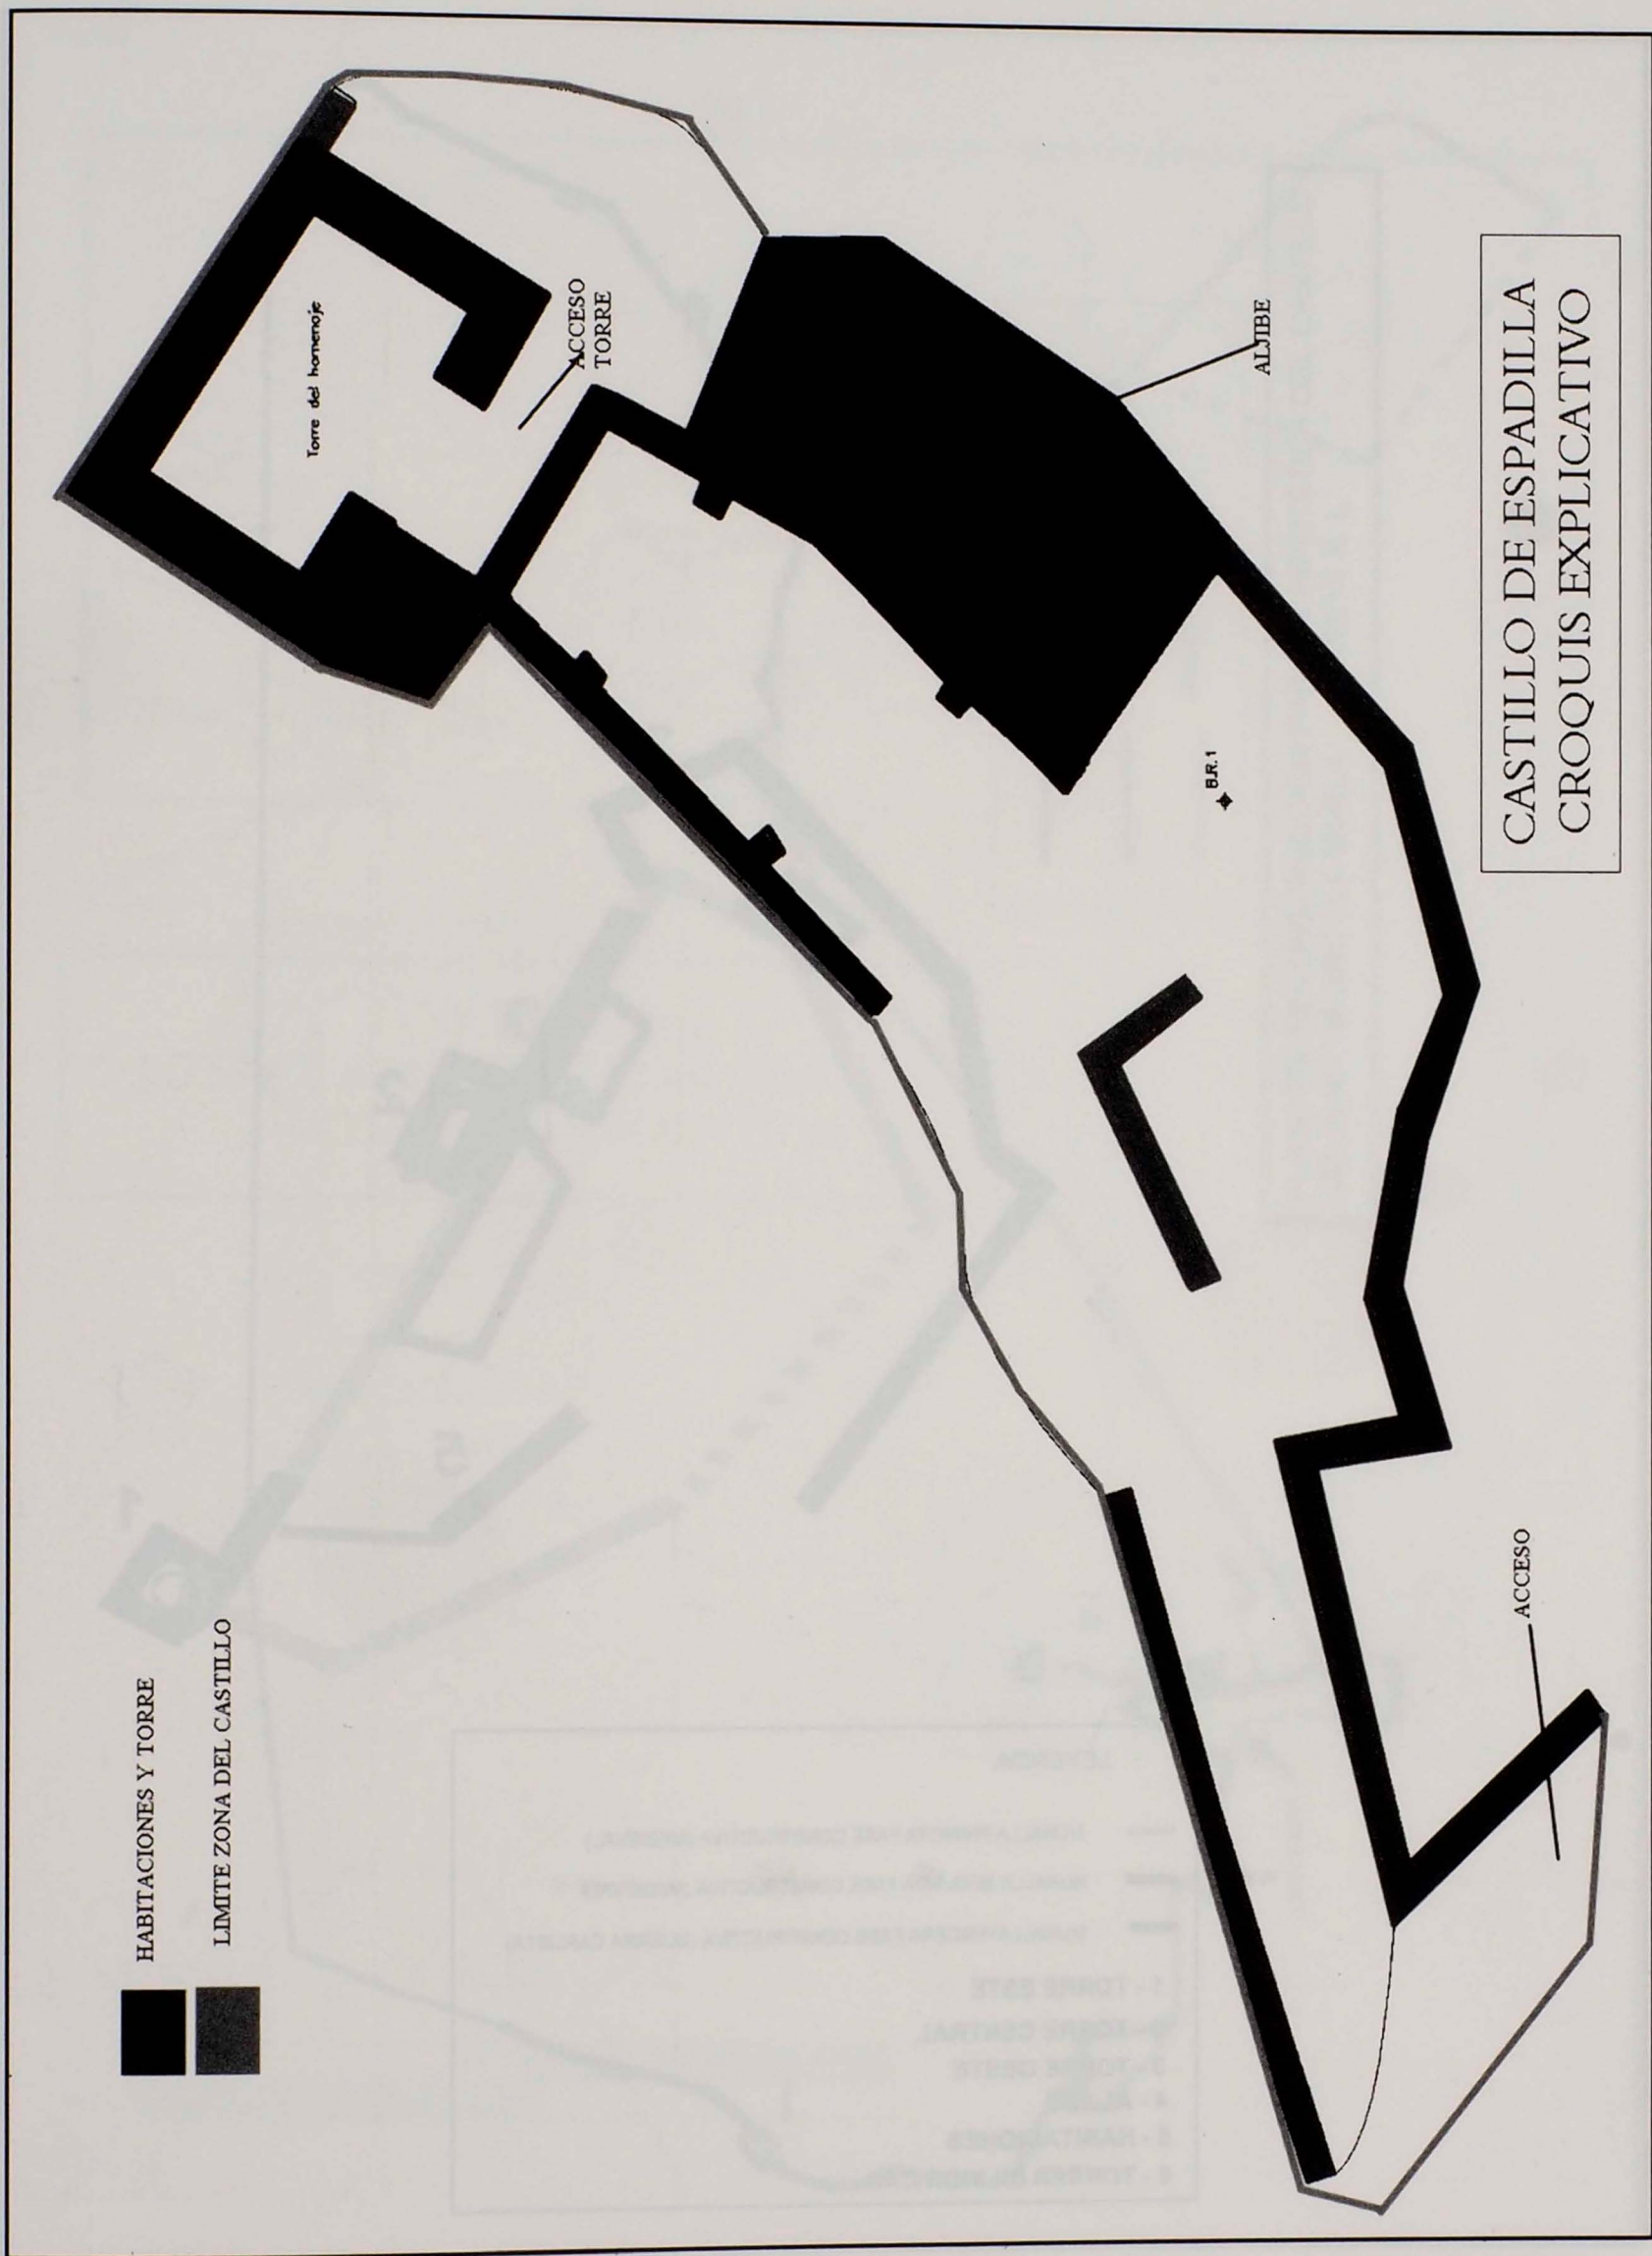 HABITACIONES Y TORRE
LIMITE ZONA DEL CASTILLO
Torre del homenaje
ACCESO
TORRE
ALJIBE
B.R. 1
ACCESO
CASTILLO DE ESPADILLA
CROQUIS EXPLICATIVO